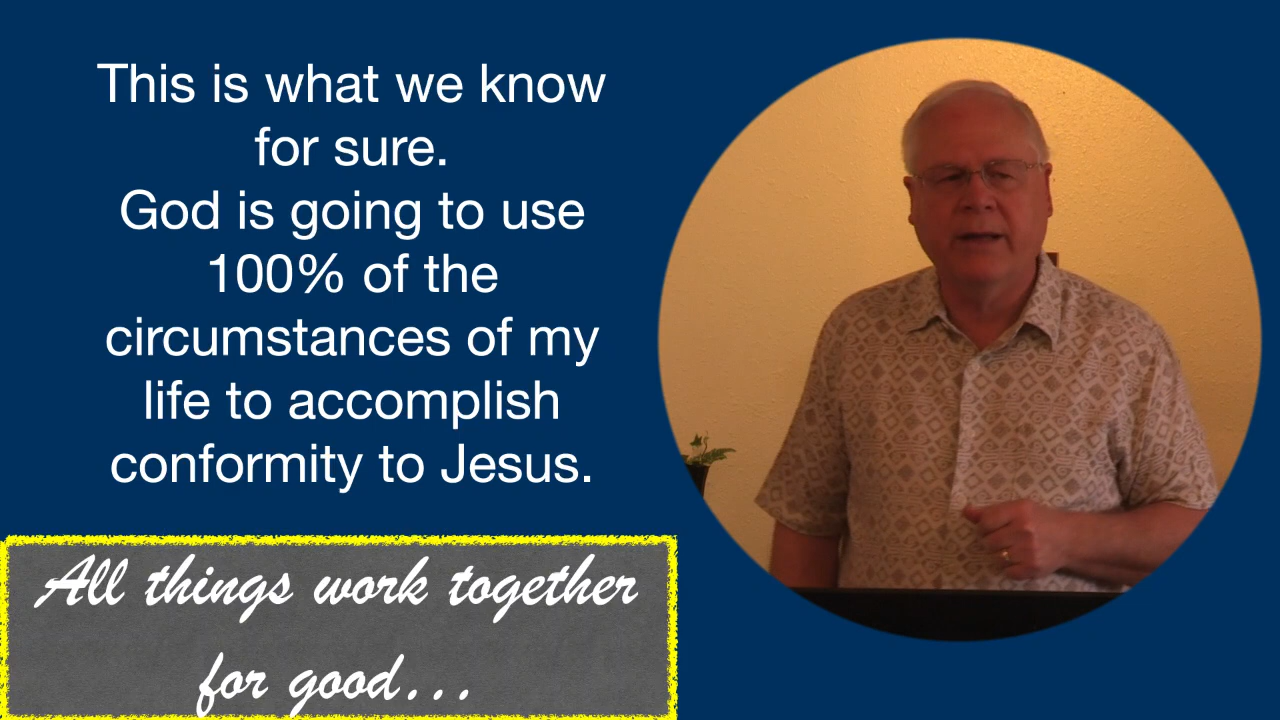 This is what we know
for sure.
God is going to use
100% of the
circumstances of my
life to accomplish
conformity to Jesus.
All things work together
for good...